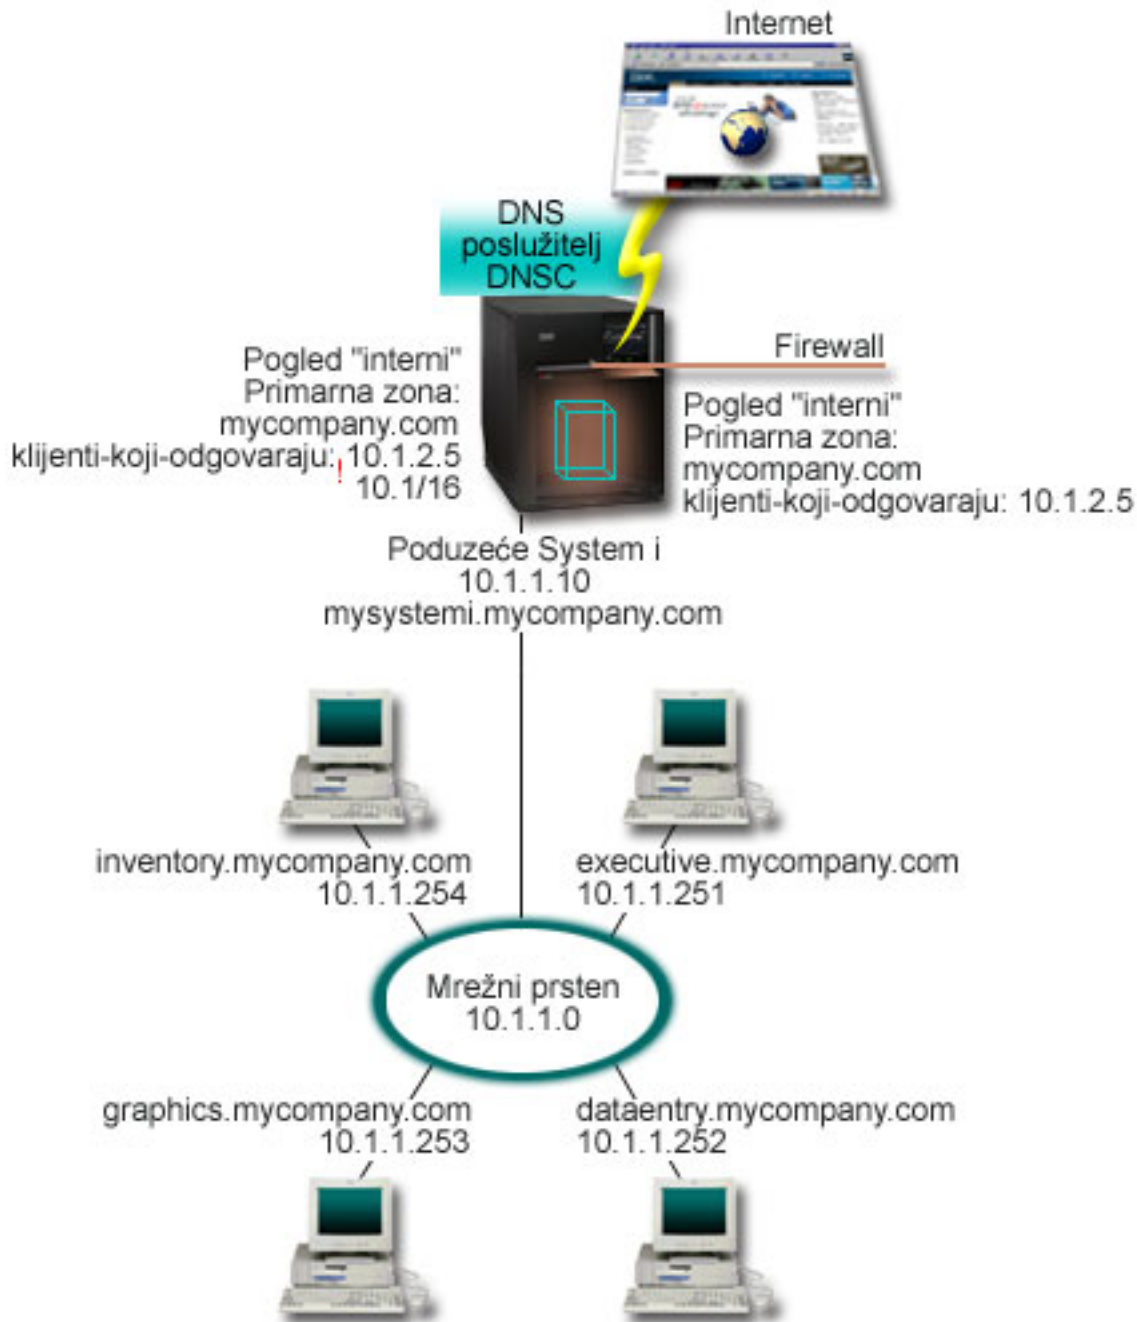 Internet
DNS
poslužitelj
DNSC
Firewall
Pogled "interni"
Primarna zona:
mycompany.com
klijenti-koji-odgovaraju: ! 10.1.2.5
10.1/16
Pogled "interni"
Primarna zona:
mycompany.com
klijenti-koji-odgovaraju: 10.1.2.5
Poduzeće System i
10.1.1.10
mysystemi.mycompany.com
inventory.mycompany.com
10.1.1.254
executive.mycompany.com
10.1.1.251
Mrežni prsten
10.1.1.0
graphics.mycompany.com
10.1.1.253
dataentry.mycompany.com
10.1.1.252